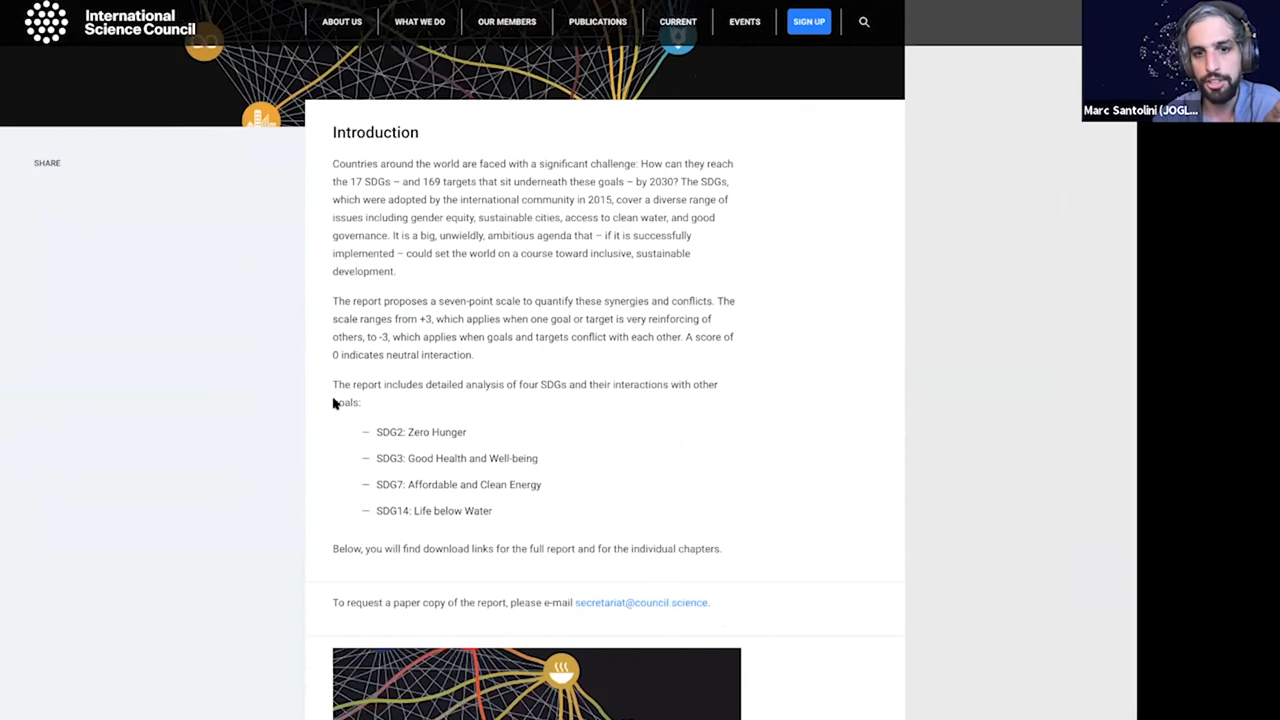 International
Science Council
ABOUT US
WHAT WE DO
OUR MEMBERS
PUBLICATIONS
CURRENT
EVENTS
SIGN UP
Marc Santolini (JOGL...
SHARE
Introduction
Countries around the world are faced with a significant challenge: How can they reach
the 17 SDGs – and 169 targets that sit underneath these goals – by 2030? The SDGs,
which were adopted by the international community in 2015, cover a diverse range of
issues including gender equity, sustainable cities, access to clean water, and good
governance. It is a big, unwieldly, ambitious agenda that – if it is successfully
implemented – could set the world on a course toward inclusive, sustainable
development.
The report proposes a seven-point scale to quantify these synergies and conflicts. The
scale ranges from +3, which applies when one goal or target is very reinforcing of
others, to -3, which applies when goals and targets conflict with each other. A score of
0 indicates neutral interaction.
The report includes detailed analysis of four SDGs and their interactions with other
goals:
– SDG2: Zero Hunger
– SDG3: Good Health and Well-being
– SDG7: Affordable and Clean Energy
– SDG14: Life below Water
Below, you will find download links for the full report and for the individual chapters.
To request a paper copy of the report, please e-mail secretariat@council.science.